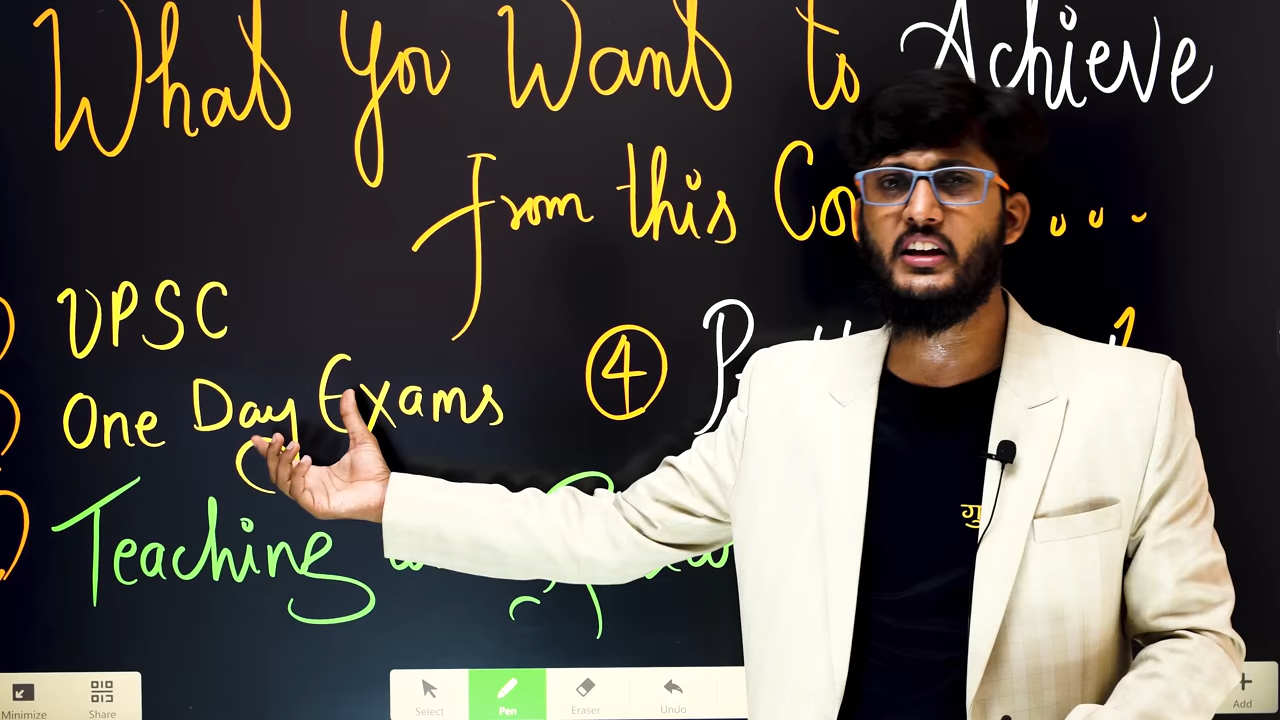 What you Want to Achieve
from this
UPSC
One Day Exams
4
Teaching
गु
Minimize
Share
Select
Pen
Eraser
Undo
Add